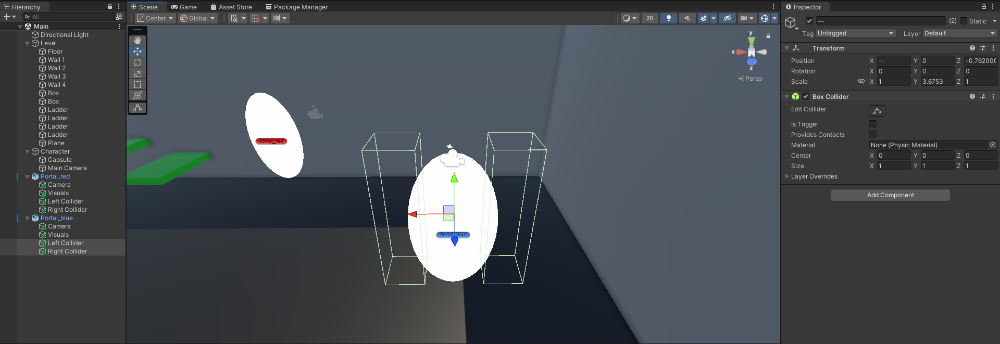 Hierarchy
All
Main
Directional Light
Level
Floor
Wall 1
Wall 2
Wall 3
Wall 4
Box
Box
Ladder
Ladder
Ladder
Ladder
Plane
Character
Capsule
Main Camera
Portal_red
Camera
Visuals
Left Collider
Right Collider
Portal_blue
Camera
Visuals
Left Collider
Right Collider
Scene Game Asset Store Package Manager
Center Global 2D
Portal_red
Portal_blue
y
x
z
Persp
Inspector
— (2) Static
Tag Untagged Layer Default
Transform
Position X — Y 0 Z -0.762000
Rotation X 0 Y 0 Z 0
Scale X 1 Y 3.6753 Z 1
Box Collider
Edit Collider
Is Trigger
Provides Contacts
Material None (Physic Material)
Center X 0 Y 0 Z 0
Size X 1 Y 1 Z 1
Layer Overrides
Add Component